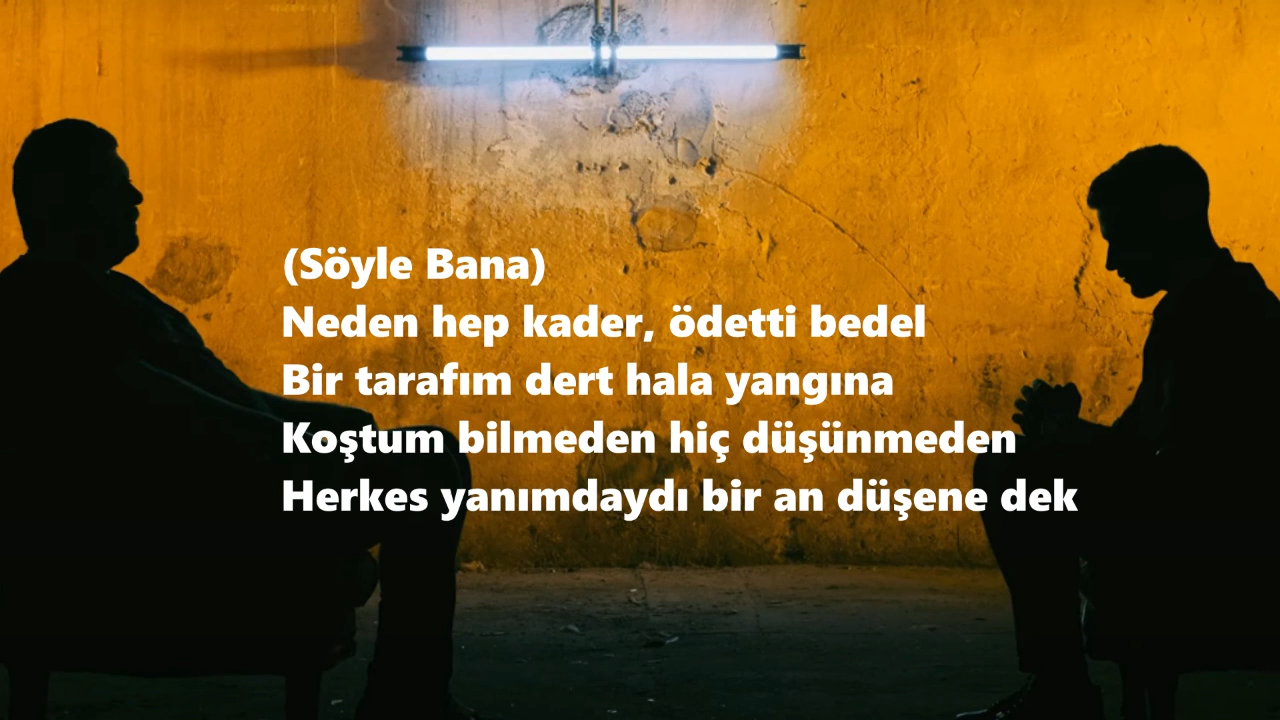 (Söyle Bana)
Neden hep kader, ödetti bedel
Bir tarafım dert hala yangına
Koştum bilmeden hiç düşünmeden
Herkes yanımdaydı bir an düşene dek